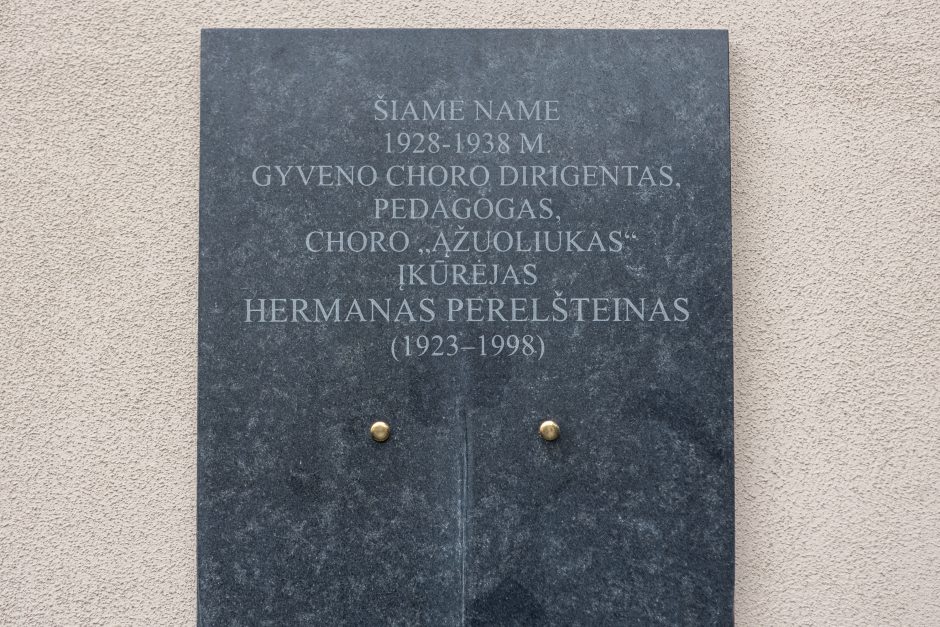 ŠIAME NAME
1928-1938 M.
GYVENO CHORO DIRIGENTAS,
PEDAGOGAS,
CHORO „ĄŽUOLIUKAS“
ĮKŪRĖJAS
HERMANAS PERELŠTEINAS
(1923–1998)